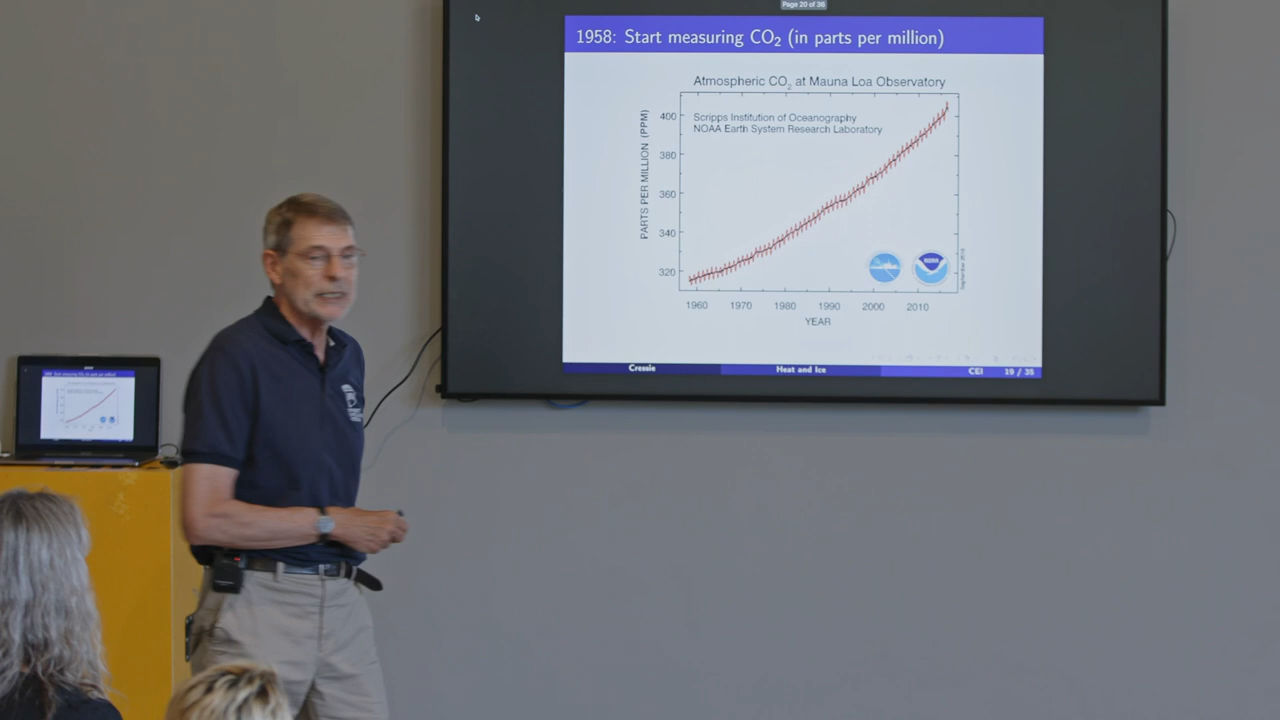 Page 20 of 36
1958: Start measuring CO₂ (in parts per million)
Atmospheric CO₂ at Mauna Loa Observatory
Scripps Institution of Oceanography
NOAA Earth System Research Laboratory
PARTS PER MILLION (PPM)
400
380
360
340
320
1960 1970 1980 1990 2000 2010
YEAR
NOAA
Cressie Heat and Ice CEI 19 / 35